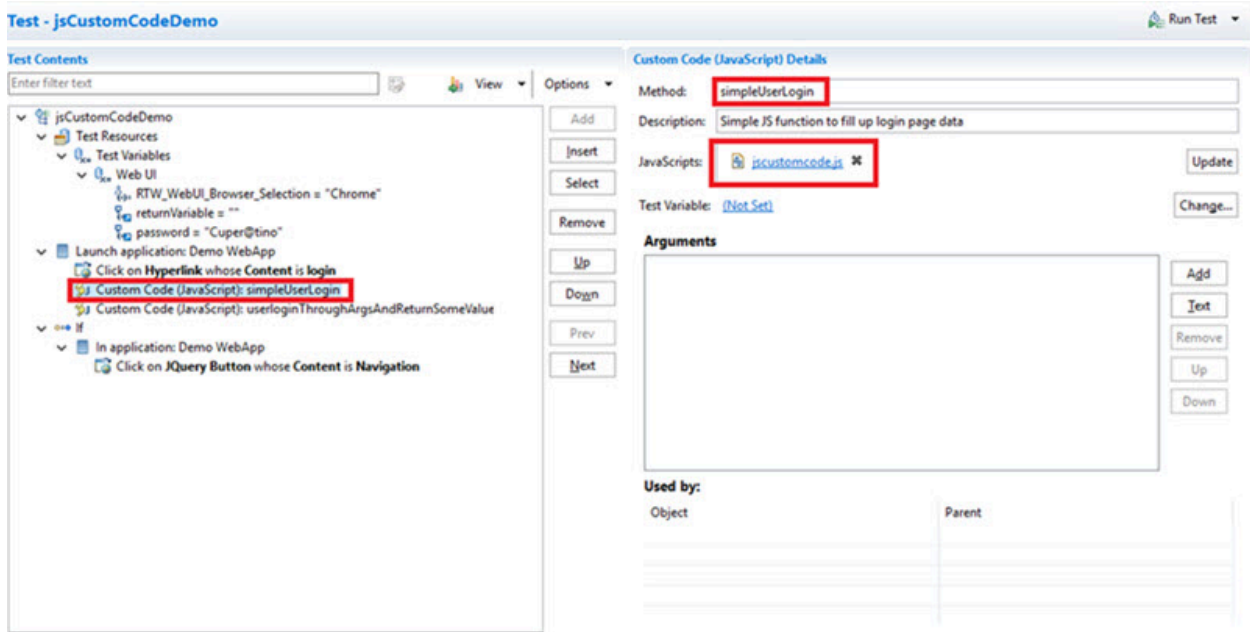 Test - jsCustomCodeDemo
Run Test
Test Contents
Enter filter text
View
Options
jsCustomCodeDemo
Test Resources
Test Variables
Web UI
RTW_WebUI_Browser_Selection = "Chrome"
returnVariable = ""
password = "Cuper@tino"
Launch application: Demo WebApp
Click on Hyperlink whose Content is login
Custom Code (JavaScript): simpleUserLogin
Custom Code (JavaScript): userloginThroughArgsAndReturnSomeValue
If
In application: Demo WebApp
Click on JQuery Button whose Content is Navigation
Add
Insert
Select
Remove
Up
Down
Prev
Next
Custom Code (JavaScript) Details
Method: simpleUserLogin
Description: Simple JS function to fill up login page data
JavaScripts: jscustomcode.js Update
Test Variable: (Not Set) Change...
Arguments
Add
Text
Remove
Up
Down
Used by:
Object Parent